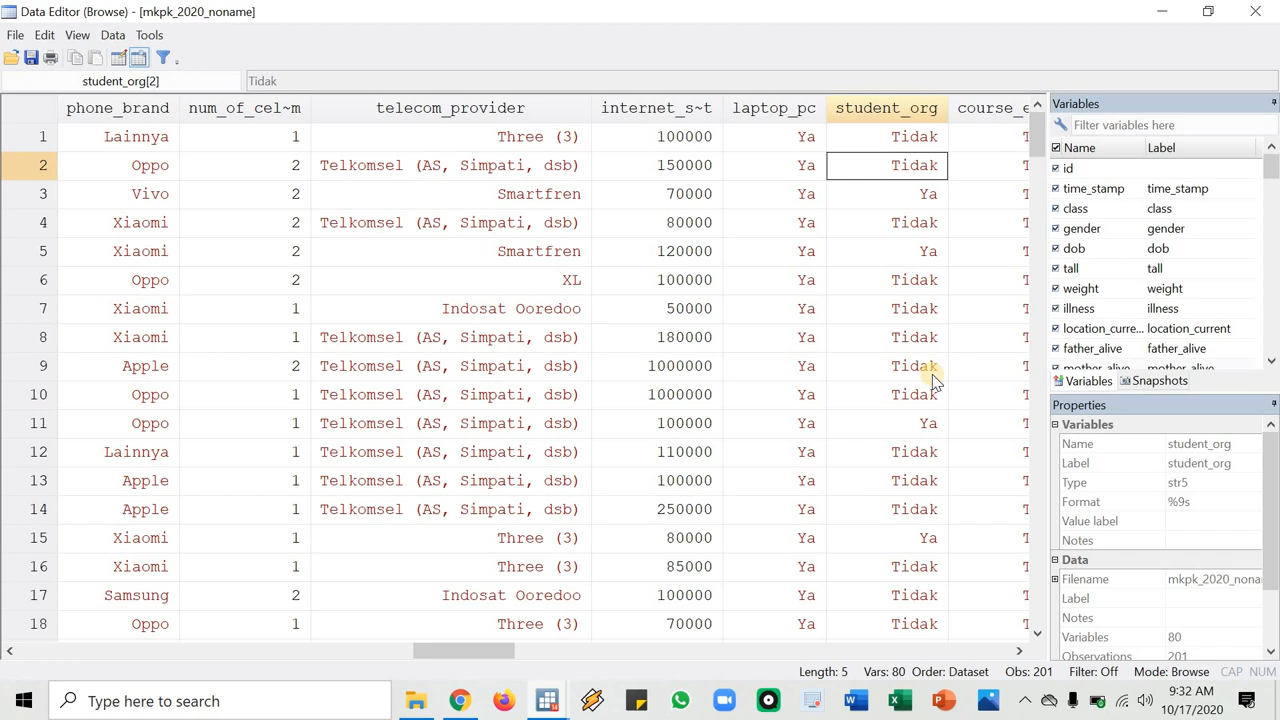 Data Editor (Browse) - [mkpk_2020_noname]
File Edit View Data Tools
student_org[2] Tidak
phone_brand num_of_cel~m telecom_provider internet_s~t laptop_pc student_org course_e
1 Lainnya 1 Three (3) 100000 Ya Tidak T
2 Oppo 2 Telkomsel (AS, Simpati, dsb) 150000 Ya Tidak T
3 Vivo 2 Smartfren 70000 Ya Ya T
4 Xiaomi 2 Telkomsel (AS, Simpati, dsb) 80000 Ya Tidak T
5 Xiaomi 2 Smartfren 120000 Ya Ya T
6 Oppo 2 XL 100000 Ya Tidak T
7 Xiaomi 1 Indosat Ooredoo 50000 Ya Tidak T
8 Xiaomi 1 Telkomsel (AS, Simpati, dsb) 180000 Ya Tidak T
9 Apple 2 Telkomsel (AS, Simpati, dsb) 1000000 Ya Tidak T
10 Oppo 1 Telkomsel (AS, Simpati, dsb) 1000000 Ya Tidak T
11 Oppo 1 Telkomsel (AS, Simpati, dsb) 100000 Ya Ya T
12 Lainnya 1 Telkomsel (AS, Simpati, dsb) 110000 Ya Tidak T
13 Apple 1 Telkomsel (AS, Simpati, dsb) 100000 Ya Tidak T
14 Apple 1 Telkomsel (AS, Simpati, dsb) 250000 Ya Tidak T
15 Xiaomi 1 Three (3) 80000 Ya Ya T
16 Xiaomi 1 Three (3) 85000 Ya Tidak T
17 Samsung 2 Indosat Ooredoo 100000 Ya Tidak T
18 Oppo 1 Three (3) 70000 Ya Tidak T
Variables
Filter variables here
Name Label
id
time_stamp time_stamp
class class
gender gender
dob dob
tall tall
weight weight
illness illness
location_curre... location_current
father_alive father_alive
mother_alive mother_alive
Variables Snapshots
Properties
Variables
Name student_org
Label student_org
Type str5
Format %9s
Value label
Notes
Data
Filename mkpk_2020_nona
Label
Notes
Variables 80
Observations 201
Length: 5 Vars: 80 Order: Dataset Obs: 201 Filter: Off Mode: Browse CAP NUM
Type here to search
9:32 AM
10/17/2020